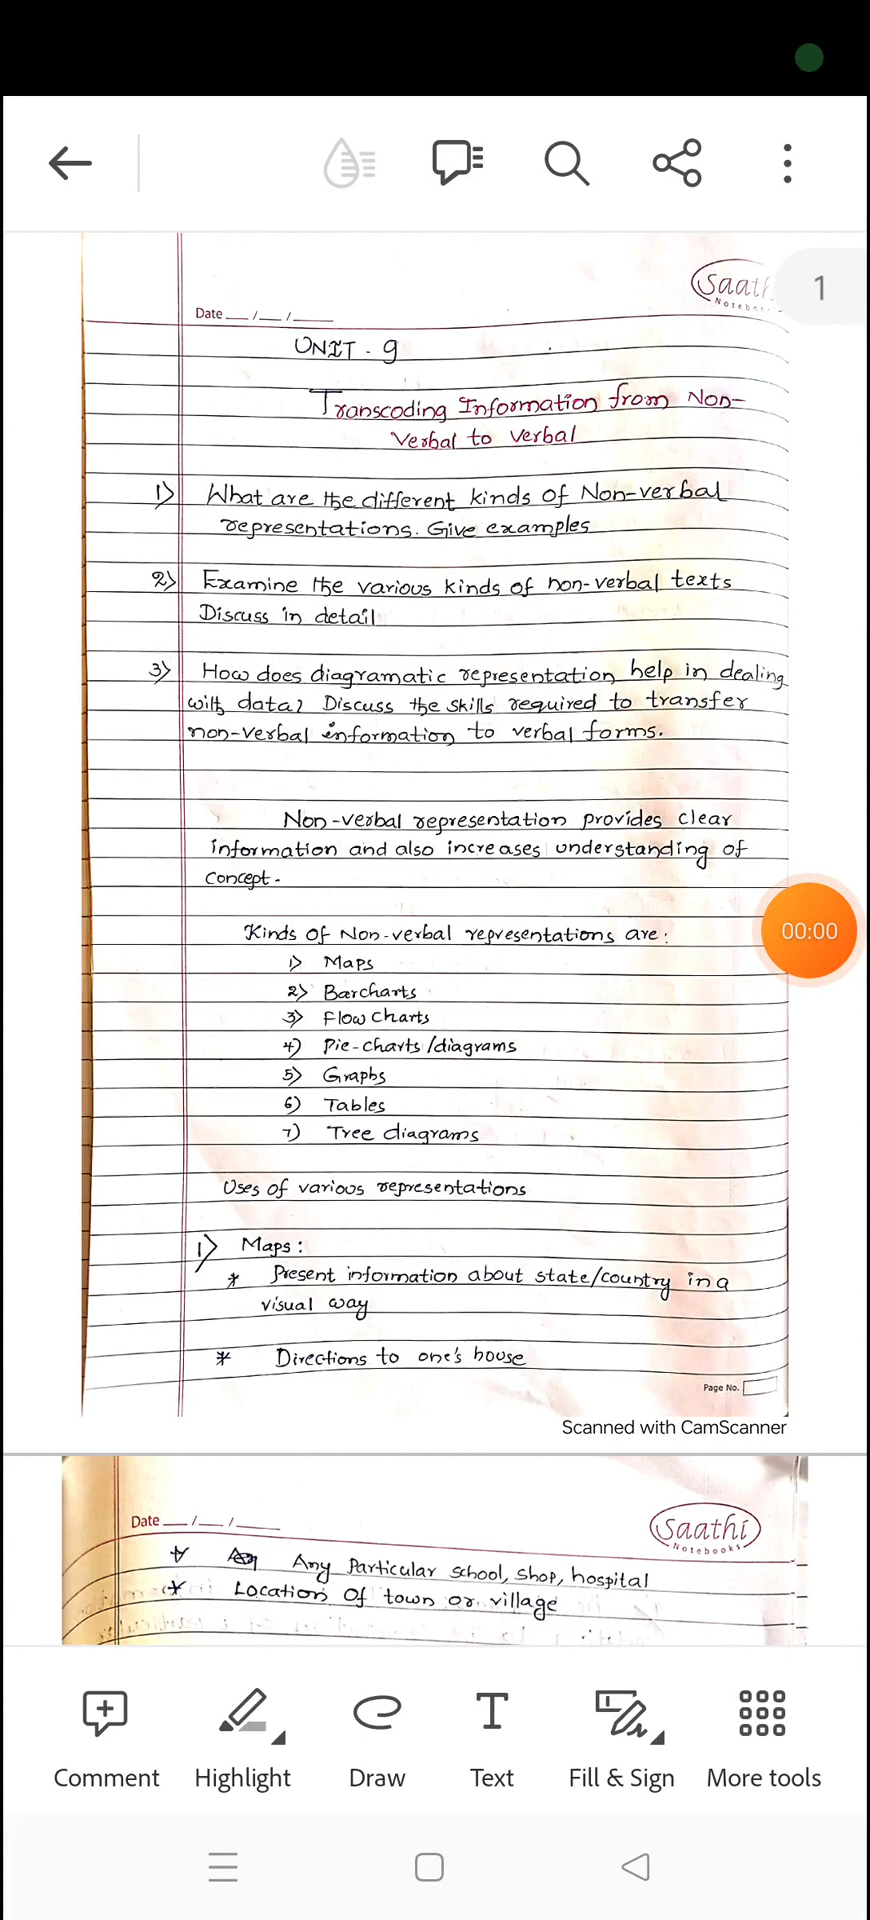 Saath
Notebo
1
Date __ /__ /____
UNIT - 9
Transcoding Information from Non-
Verbal to verbal
1) What are the different kinds of Non-verbal
representations. Give examples
2) Examine the various kinds of non-verbal texts
Discuss in detail
3) How does diagramatic representation help in dealing
with data? Discuss the skills required to transfer
non-verbal information to verbal forms.
Non-verbal representation provides clear
information and also increases understanding of
concept.
Kinds of Non-verbal representations are:
1) Maps
2) Barcharts
3) Flow charts
4) Pie-charts/diagrams
5) Graphs
6) Tables
7) Tree diagrams
Uses of various representations
1) Maps:
* Present information about state/country in a
visual way
* Directions to one's house
Page No.
Scanned with CamScanner
00:00
Date __ /__ /____
Saathi
Notebooks
* Any Particular school, shop, hospital
* Location Of town or village
Comment Highlight Draw Text Fill & Sign More tools